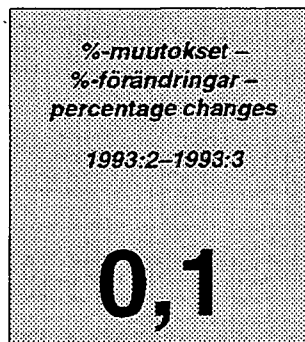 %-muutokset –
%-förändringar –
percentage changes
1993:2–1993:3
0,1